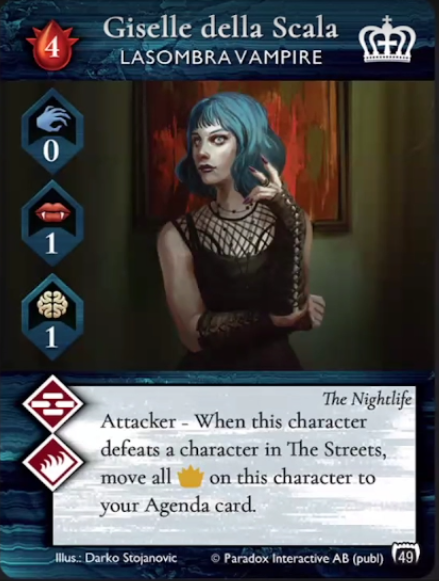 4
Giselle della Scala
LASOMBRA VAMPIRE
0
1
1
The Nightlife
Attacker - When this character
defeats a character in The Streets,
move all on this character to
your Agenda card.
Illus.: Darko Stojanovic
© Paradox Interactive AB (publ)
49